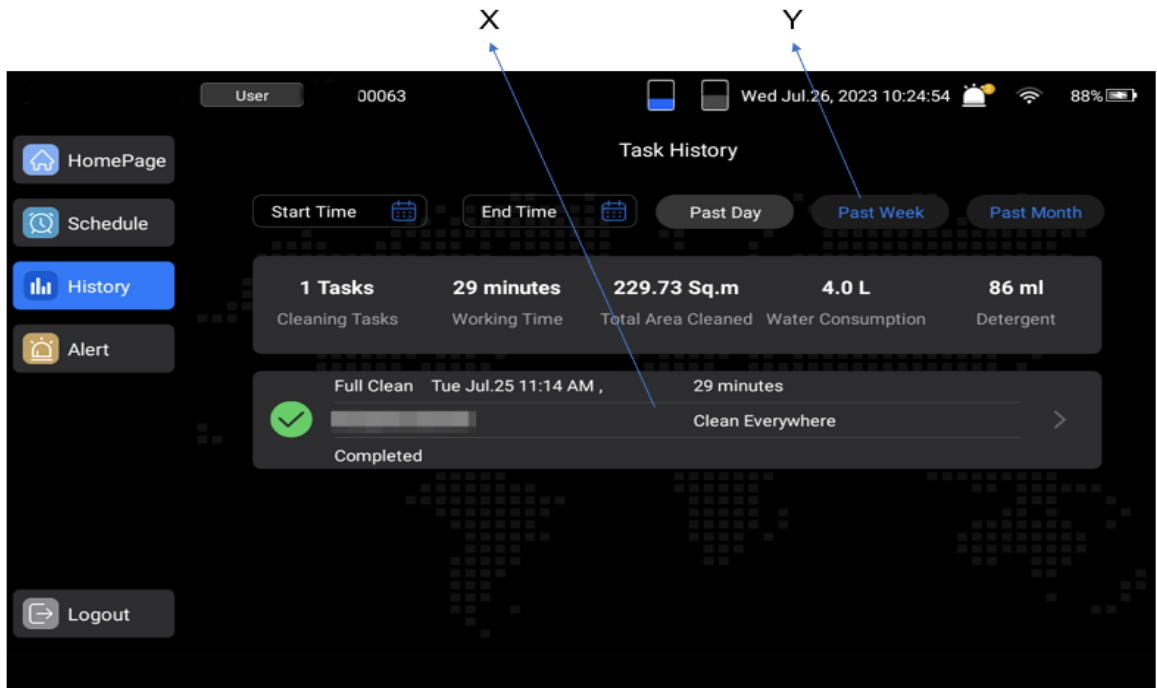 X Y
User 00063 Wed Jul.26, 2023 10:24:54 2 88%
Task History
HomePage
Schedule
History
Alert
Logout
Start Time End Time Past Day Past Week Past Month
1 Tasks 29 minutes 229.73 Sq.m 4.0 L 86 ml
Cleaning Tasks Working Time Total Area Cleaned Water Consumption Detergent
Full Clean Tue Jul.25 11:14 AM , 29 minutes
Clean Everywhere
Completed